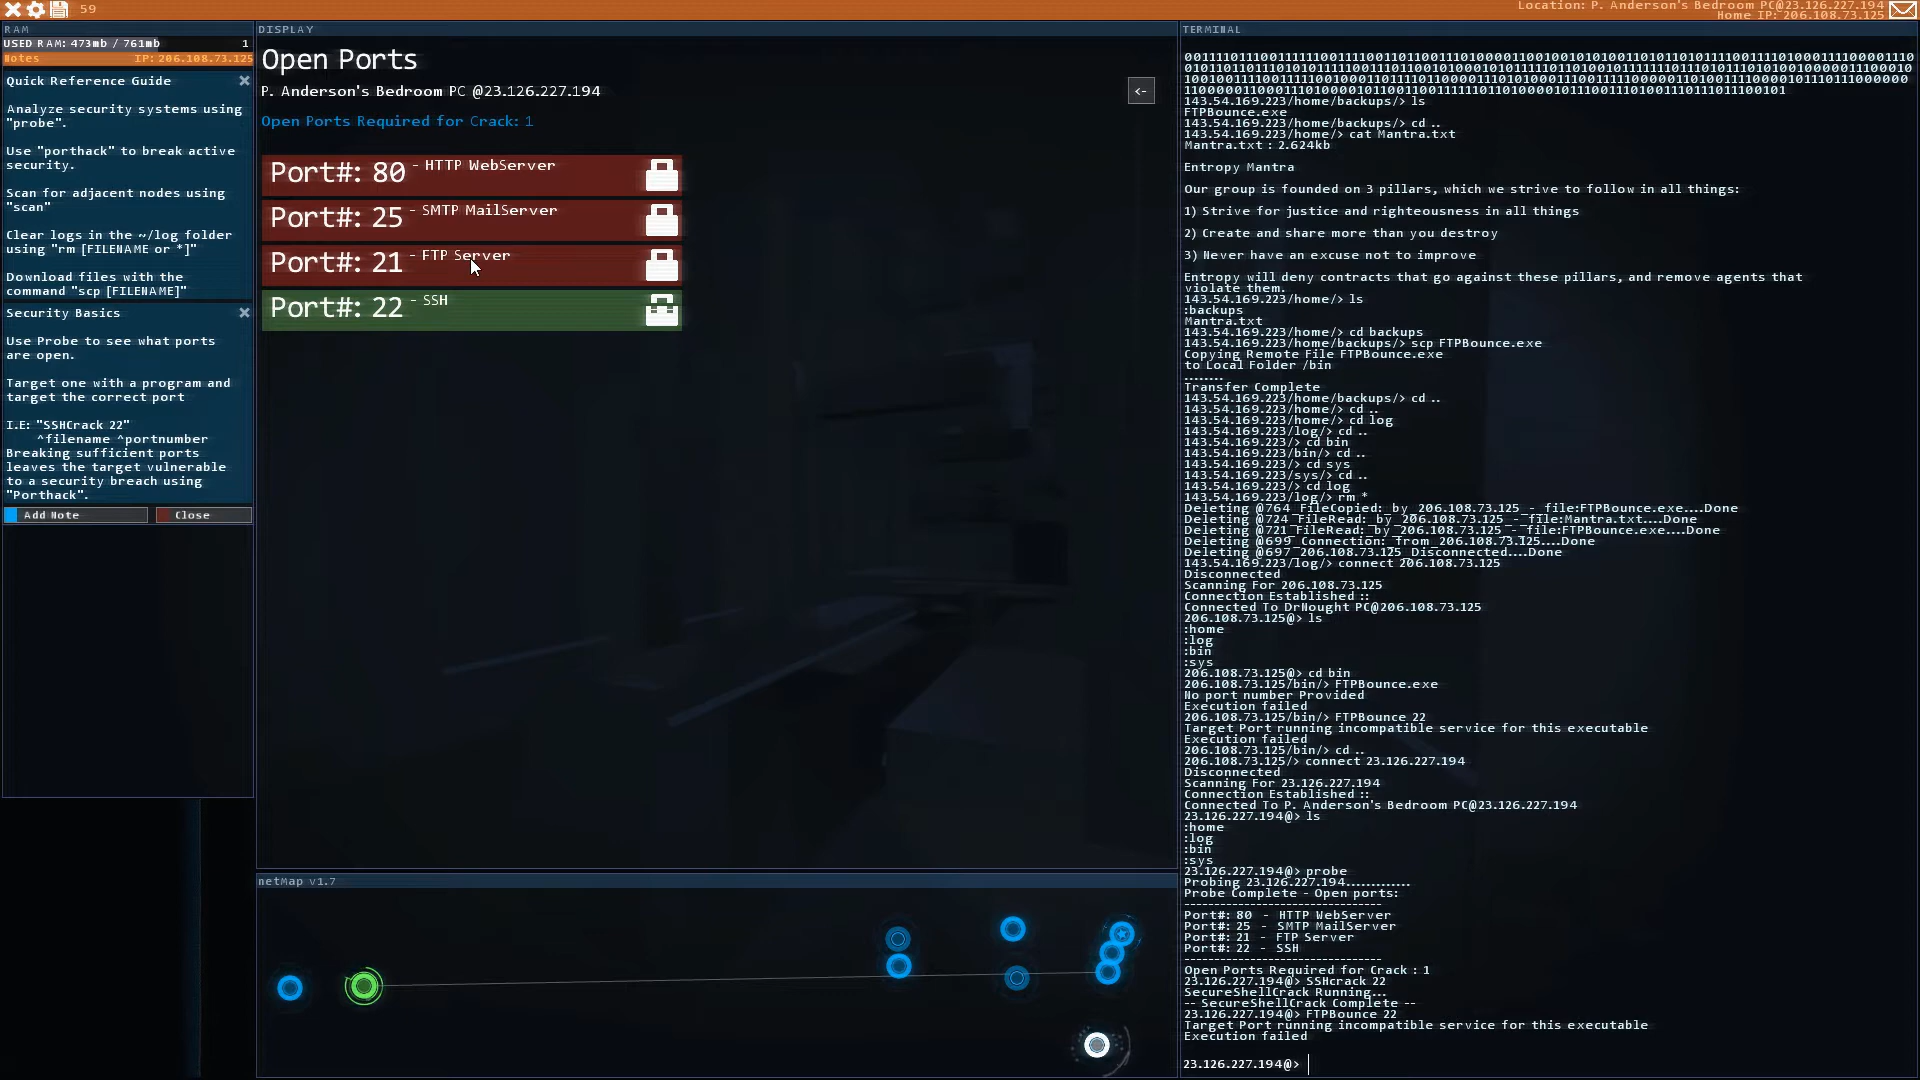 59
Location: P. Anderson's Bedroom PC@23.126.227.194
Home IP: 206.108.73.125
RAM
USED RAM: 473mb / 761mb 1
Notes IP: 206.108.73.125
Quick Reference Guide
Analyze security systems using
"probe".
Use "porthack" to break active
security.
Scan for adjacent nodes using
"scan"
Clear logs in the ~/log folder
using "rm [FILENAME or *]"
Download files with the
command "scp [FILENAME]"
Security Basics
Use Probe to see what ports
are open.
Target one with a program and
target the correct port
I.E: "SSHCrack 22"
^filename ^portnumber
Breaking sufficient ports
leaves the target vulnerable
to a security breach using
"Porthack".
Add Note
Close
DISPLAY
Open Ports
P. Anderson's Bedroom PC @23.126.227.194
<-
Open Ports Required for Crack: 1
Port#: 80 - HTTP WebServer
Port#: 25 - SMTP MailServer
Port#: 21 - FTP Server
Port#: 22 - SSH
netMap v1.7
TERMINAL
143.54.169.223/home/backups/> ls
FTPBounce.exe
143.54.169.223/home/backups/> cd ..
143.54.169.223/home/> cat Mantra.txt
Mantra.txt : 2.624kb
Entropy Mantra
Our group is founded on 3 pillars, which we strive to follow in all things:
1) Strive for justice and righteousness in all things
2) Create and share more than you destroy
3) Never have an excuse not to improve
Entropy will deny contracts that go against these pillars, and remove agents that
violate them.
143.54.169.223/home/> ls
:backups
Mantra.txt
143.54.169.223/home/> cd backups
143.54.169.223/home/backups/> scp FTPBounce.exe
Copying Remote File FTPBounce.exe
to Local Folder /bin
........
Transfer Complete
143.54.169.223/home/backups/> cd ..
143.54.169.223/home/> cd ..
143.54.169.223/home> cd log
143.54.169.223/log/> cd ..
143.54.169.223/> cd bin
143.54.169.223/bin/> cd ..
143.54.169.223/> cd sys
143.54.169.223/sys/> cd ..
143.54.169.223/> cd log
143.54.169.223/log/> rm *
Deleting @764_FileCopied:_by_206.108.73.125_-_file:FTPBounce.exe....Done
Deleting @724_FileRead:_by_206.108.73.125_-_file:Mantra.txt....Done
Deleting @721_FileRead:_by_206.108.73.125_-_file:FTPBounce.exe....Done
Deleting @699_Connection:_from_206.108.73.125....Done
Deleting @697_206.108.73.125_Disconnected....Done
143.54.169.223/log/> connect 206.108.73.125
Disconnected
Scanning For 206.108.73.125
Connection Established ::
Connected To DrNought PC@206.108.73.125
206.108.73.125@> ls
:home
:log
:bin
:sys
206.108.73.125@> cd bin
206.108.73.125/bin/> FTPBounce.exe
No port number Provided
Execution failed
206.108.73.125/bin/> FTPBounce 22
Target Port running incompatible service for this executable
Execution failed
206.108.73.125/bin/> cd ..
206.108.73.125/> connect 23.126.227.194
Disconnected
Scanning For 23.126.227.194
Connection Established ::
Connected To P. Anderson's Bedroom PC@23.126.227.194
23.126.227.194@> ls
:home
:log
:bin
:sys
23.126.227.194@> probe
Probing 23.126.227.194.............
Probe Complete - Open ports:
---------------------------------
Port#: 80 - HTTP WebServer
Port#: 25 - SMTP MailServer
Port#: 21 - FTP Server
Port#: 22 - SSH
---------------------------------
Open Ports Required for Crack : 1
23.126.227.194@> SSHcrack 22
SecureShellCrack Running...
-- SecureShellCrack Complete --
23.126.227.194@> FTPBounce 22
Target Port running incompatible service for this executable
Execution failed
23.126.227.194@>